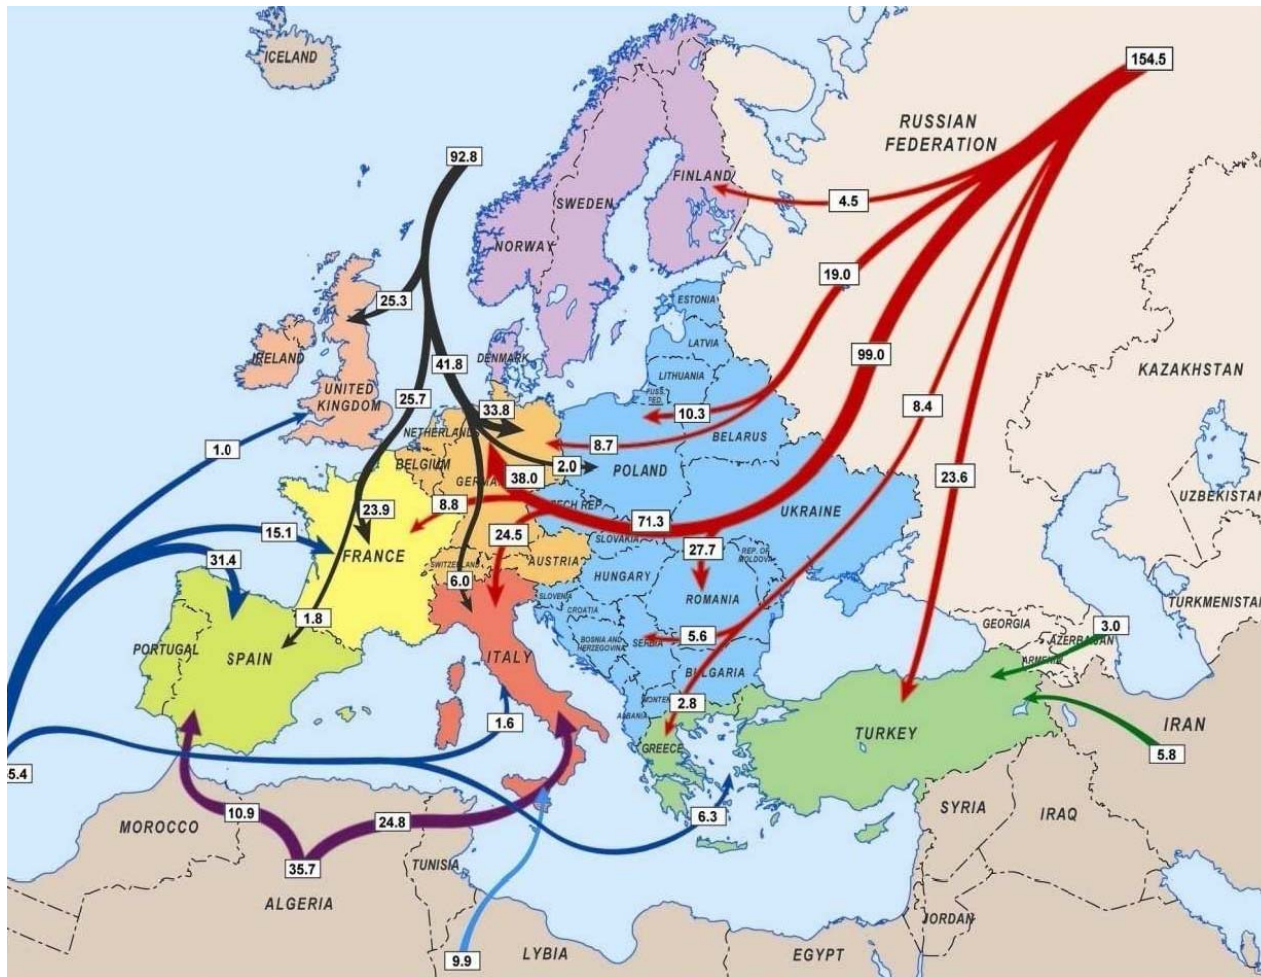 ICELAND
154.5
RUSSIAN
FEDERATION
92.8
FINLAND
4.5
SWEDEN
NORWAY
19.0
25.3
ESTONIA
LATVIA
LITHUANIA
RUSS.
FED.
IRELAND
UNITED
KINGDOM
41.8
DENMARK
99.0
KAZAKHSTAN
25.7
33.8
10.3
8.4
NETHERLANDS
8.7
BELARUS
1.0
BELGIUM
GERMA
38.0
2.0
POLAND
23.6
UZBEKISTAN
8.8
23.9
ECH REP.
71.3
UKRAINE
15.1
24.5
SLOVAKIA
27.7
REP. OF
MOLDOVA
31.4
FRANCE
SWITZERLAND
6.0
AUSTRIA
HUNGARY
ROMANIA
SLOVENIA
CROATIA
TURKMENISTAN
1.8
GEORGIA
3.0
AZERBAIJAN
ARMENIA
PORTUGAL
SPAIN
ITALY
BOSNIA AND
HERZEGOVINA
SERBIA
5.6
BULGARIA
MONTEN
2.8
ALBANIA
1.6
GREECE
TURKEY
IRAN
5.8
5.4
6.3
MOROCCO
10.9
24.8
35.7
TUNISIA
SYRIA
IRAQ
ALGERIA
JORDAN
9.9
LYBIA
EGYPT